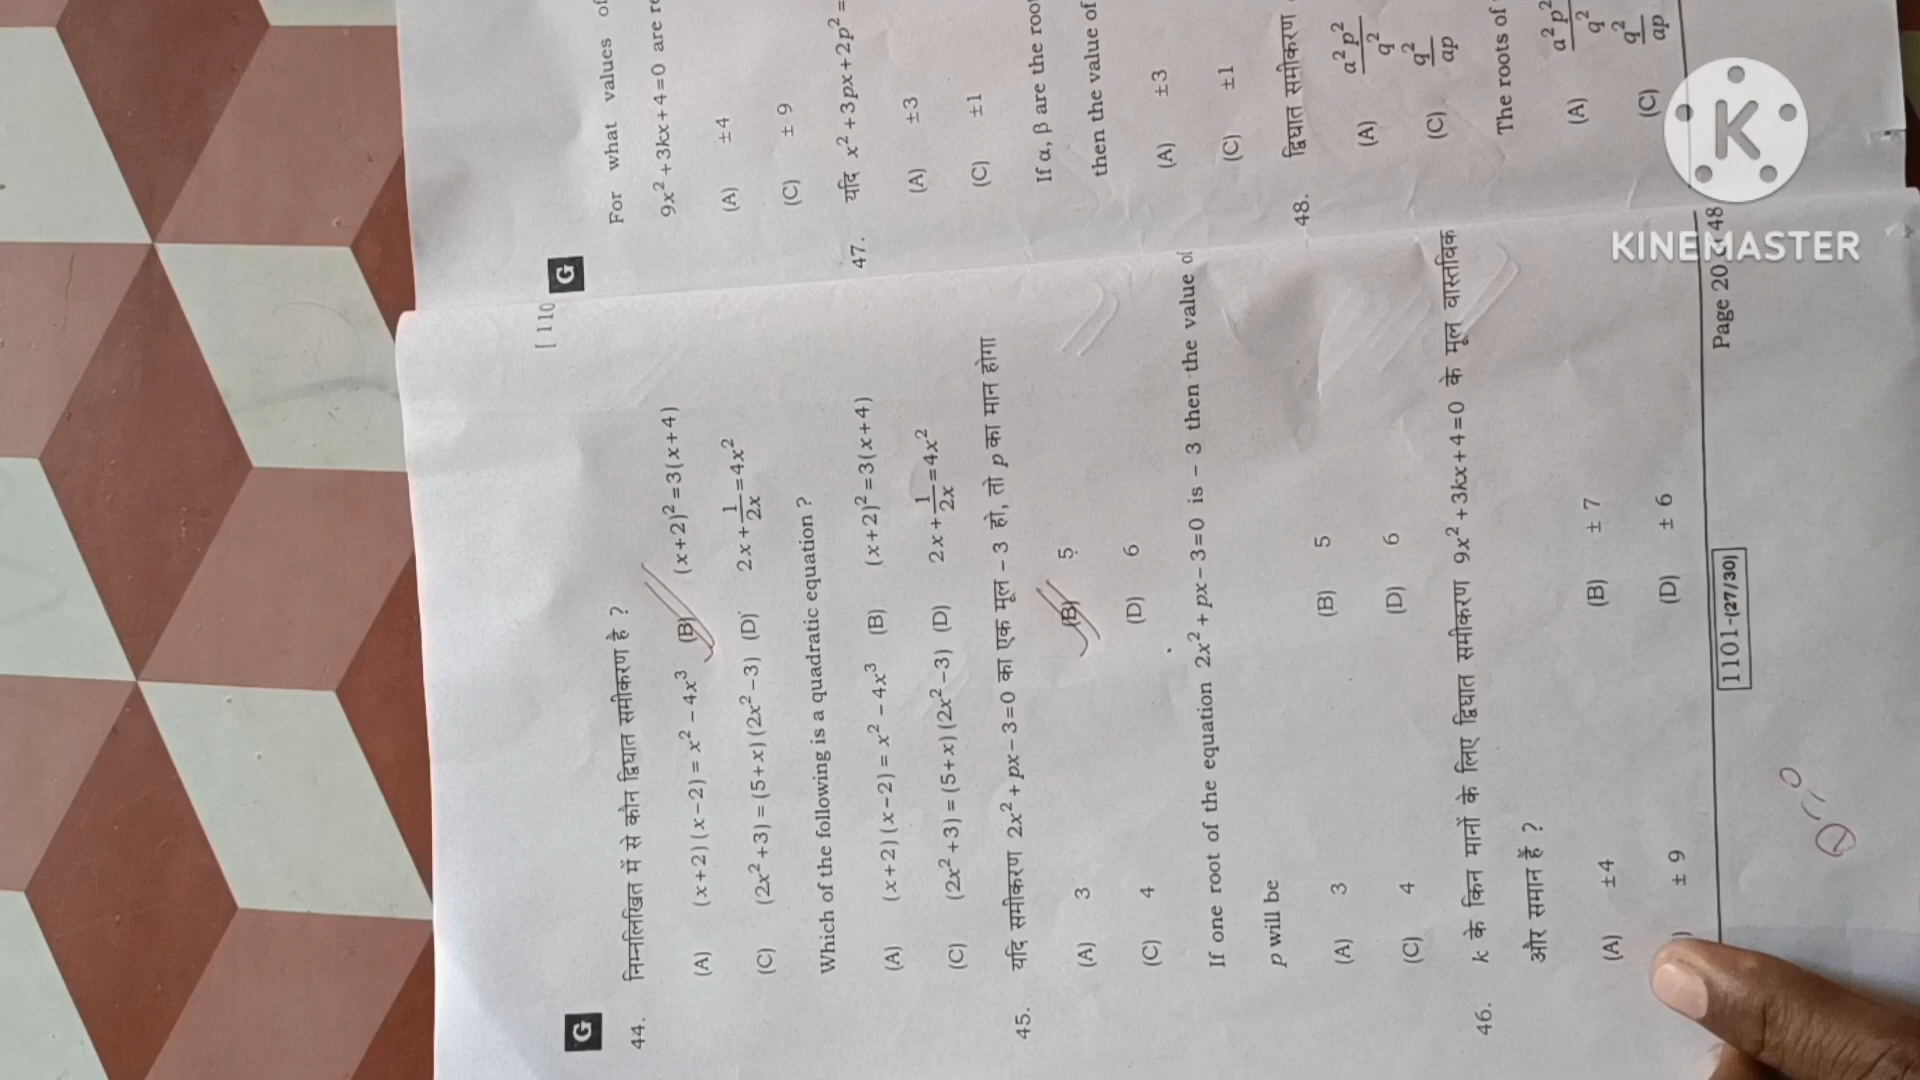 G
[ 110
44. निम्नलिखित में से कौन द्विघात समीकरण है ?
(A) (x+2)(x−2) = x² − 4x³ (B) (x+2)² = 3(x+4)
(C) (2x²+3) = (5+x)(2x²−3) (D) 2x + 1/2x = 4x²
Which of the following is a quadratic equation ?
(A) (x+2)(x−2) = x² − 4x³ (B) (x+2)² = 3(x+4)
(C) (2x²+3) = (5+x)(2x²−3) (D) 2x + 1/2x = 4x²
45. यदि समीकरण 2x² + px − 3 = 0 का एक मूल − 3 हो, तो p का मान होगा
(A) 3 (B) 5
(C) 4 (D) 6
If one root of the equation 2x² + px − 3 = 0 is − 3 then the value of
p will be
(A) 3 (B) 5
(C) 4 (D) 6
46. k के किन मानों के लिए द्विघात समीकरण 9x² + 3kx + 4 = 0 के मूल वास्तविक
और समान हैं ?
(A) ±4 (B) ± 7
) ± 9 (D) ± 6
1101-(27/30) Page 20 48
G
For what values of
9x² + 3kx + 4 = 0 are
(A) ±4
(C) ± 9
47. यदि x² + 3px + 2p² =
(A) ±3
(C) ±1
If α, β are the
then the value of
(A) ±3
(C) ±1
48. द्विघात समीकरण
(A) a²p²/q²
(C) q²/ap
The roots of
(A) a²p²/q²
(C) q²/ap
K
KINEMASTER